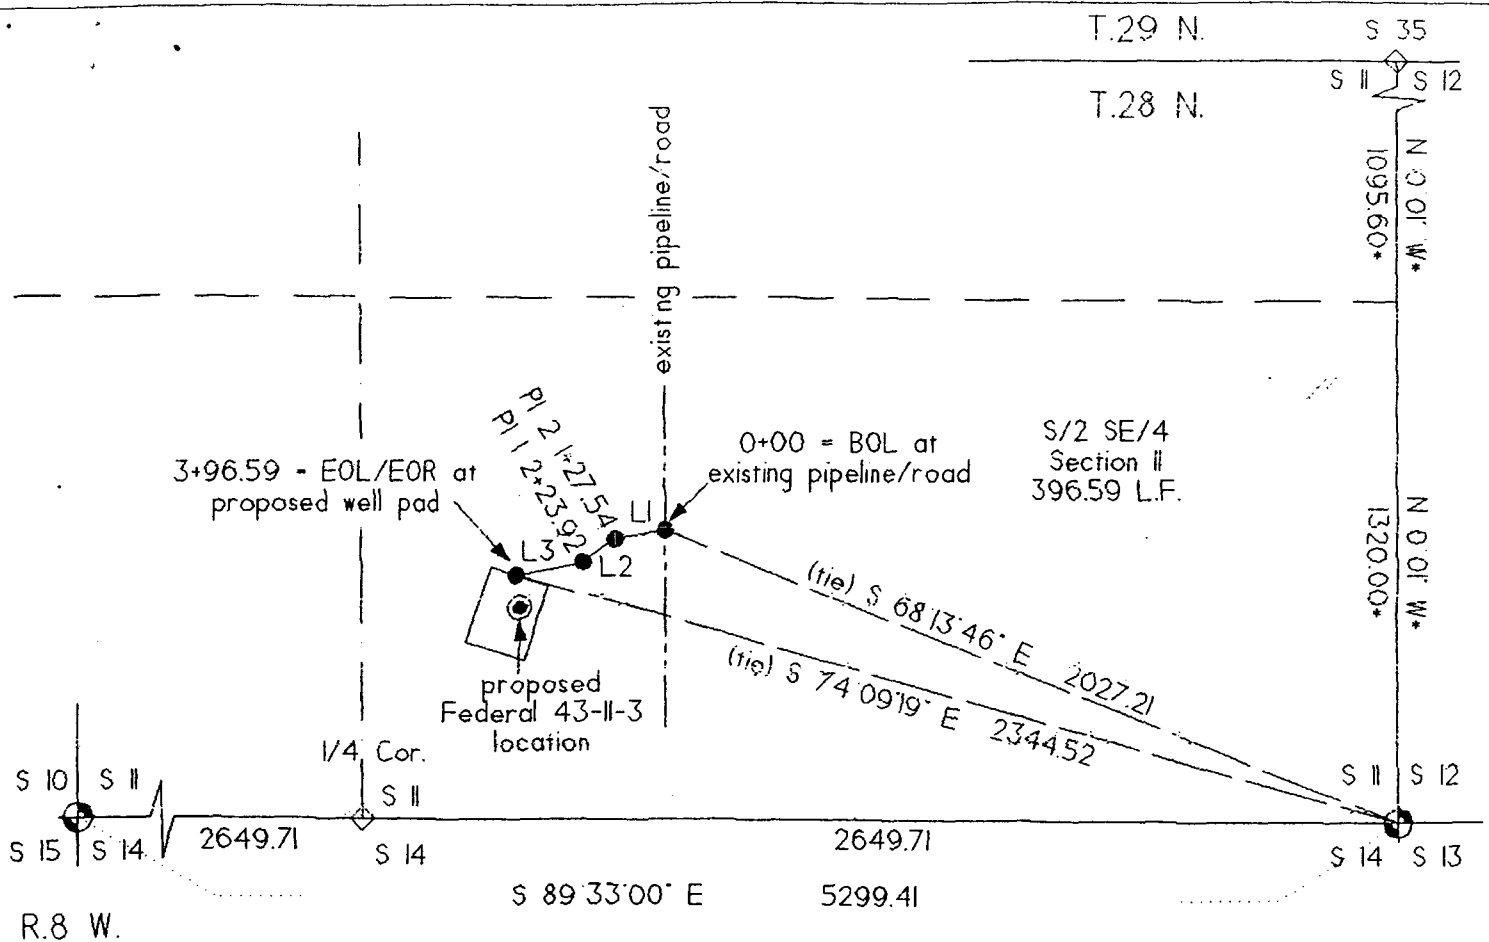 T.29 N.
S 35
S 11
S 12
T.28 N.
N 0°01' W*
1095.60*
existing pipeline/road
PI 2 1+27.54
PI 1 2+23.92
0+00 = BOL at
existing pipeline/road
S/2 SE/4
Section 11
396.59 L.F.
3+96.59 = EOL/EOR at
proposed well pad
L1
L2
L3
N 0°01' W*
1320.00*
(tie) S 68°13'46" E 2027.21
(tie) S 74°09'19" E 2344.52
proposed
Federal 43-11-3
location
1/4 Cor.
S 10
S 11
S 11
S 11
S 12
S 15
S 14
2649.71
S 14
2649.71
S 14
S 13
S 89°33'00" E 5299.41
R.8 W.